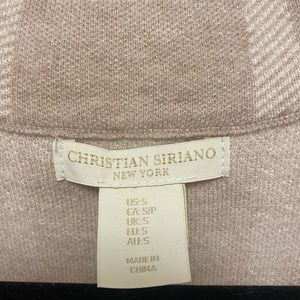 CHRISTIAN SIRIANO
NEW YORK
US:S
CA:S/P
UK:S
EU:S
AU:S
MADE IN
CHINA